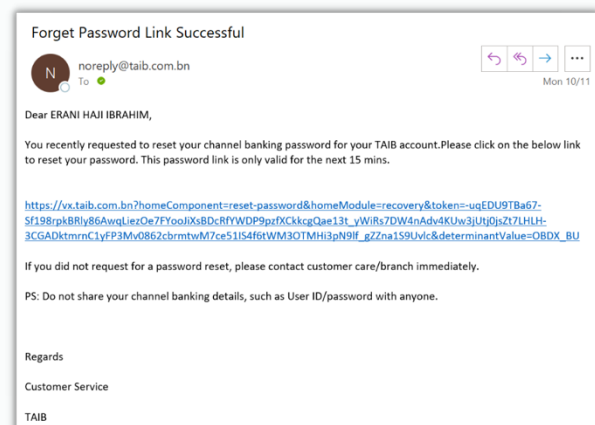 Forget Password Link Successful
N
noreply@taib.com.bn
To
Mon 10/11
Dear ERANI HAJI IBRAHIM,
You recently requested to reset your channel banking password for your TAIB account.Please click on the below link
to reset your password. This password link is only valid for the next 15 mins.
https://vx.taib.com.bn?homeComponent=reset-password&homeModule=recovery&token=-uqEDU9TBa67-
Sf198rpkBRly86AwqLiezOe7FYooJiXsBDcRfYWDP9pzfXCkkcgQae13t_yWiRs7DW4nAdv4KUw3jUtj0jsZt7LHLH-
3CGADktmrnC1yFP3Mv0862cbrmtwM7ce51IS4f6tWM3OTMHi3pN9lf_gZZna1S9Uvlc&determinantValue=OBDX_BU
If you did not request for a password reset, please contact customer care/branch immediately.
PS: Do not share your channel banking details, such as User ID/password with anyone.
Regards
Customer Service
TAIB